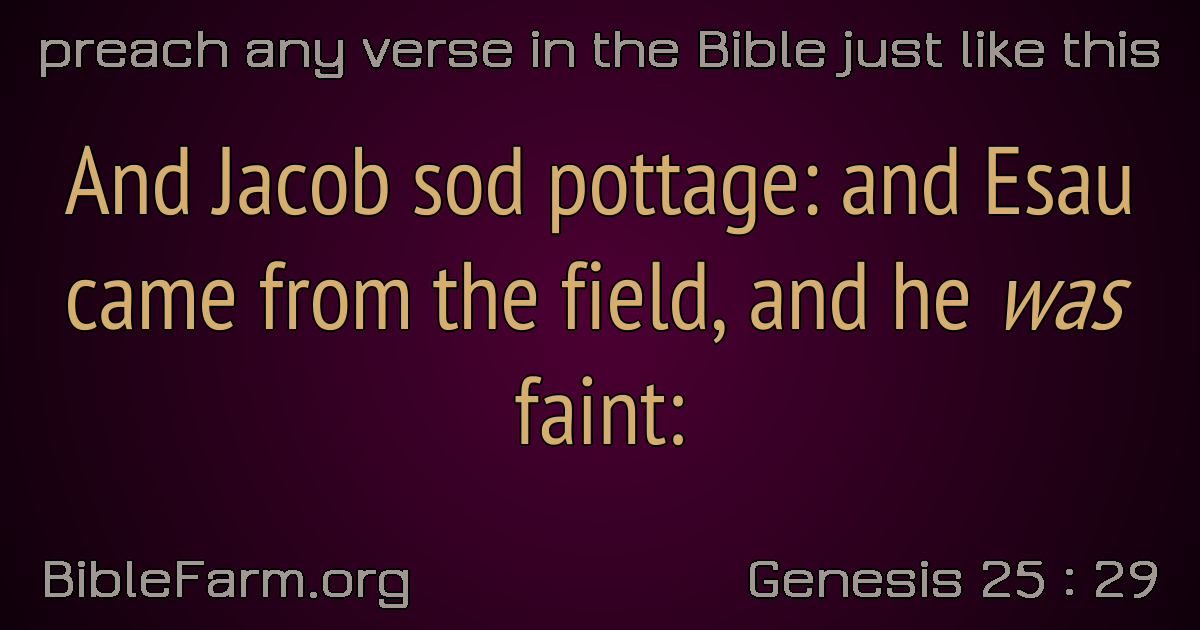 preach any verse in the Bible just like this
And Jacob sod pottage: and Esau
came from the field, and he was
faint:
BibleFarm.org
Genesis 25 : 29